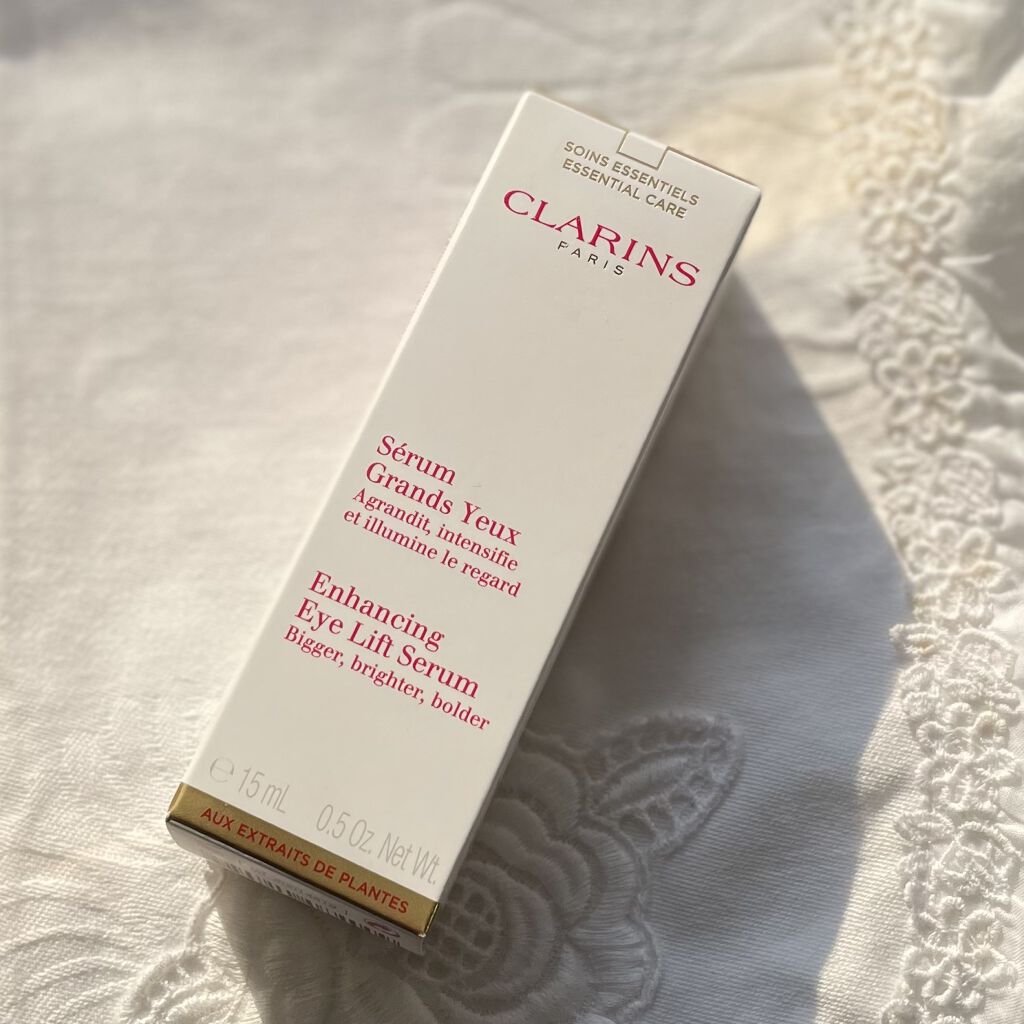 SOINS ESSENTIELS
ESSENTIAL CARE
CLARINS
PARIS
Sérum
Grands Yeux
Agrandit, intensifie
et illumine le regard
Enhancing
Eye Lift Serum
Bigger, brighter, bolder
℮ 15 mL 0.5 Oz. Net Wt.
AUX EXTRAITS DE PLANTES